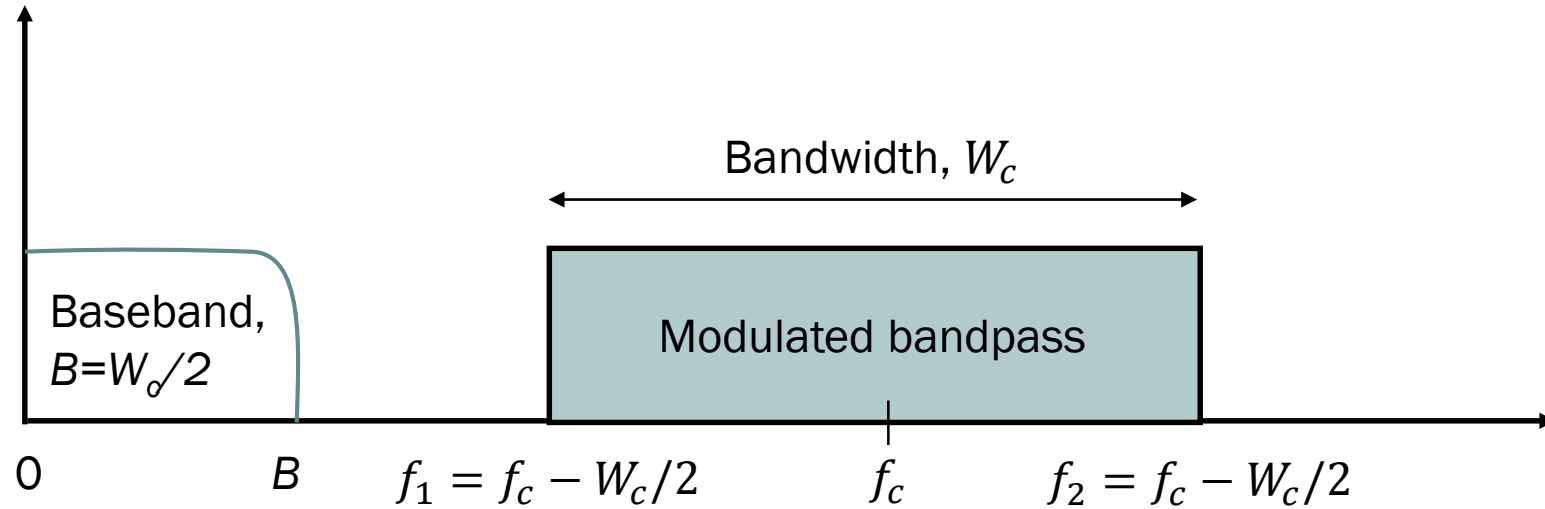 Bandwidth, W_c
Baseband,
B=W_c/2
Modulated bandpass
0
B
f_1 = f_c − W_c/2
f_c
f_2 = f_c − W_c/2